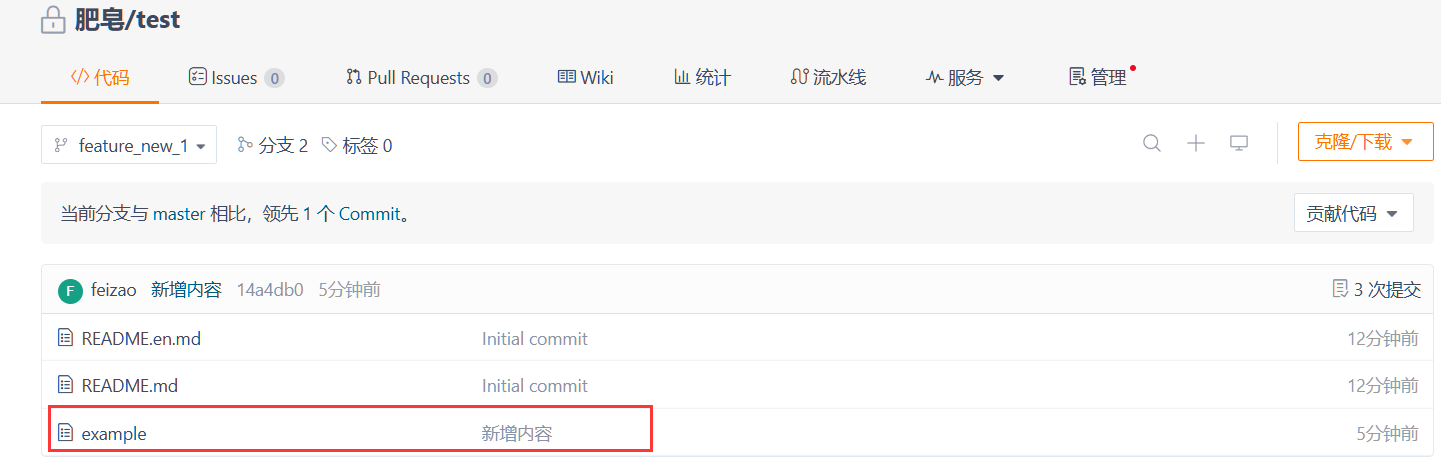 肥皂/test
代码 Issues 0 Pull Requests 0 Wiki 统计 流水线 服务 管理
feature_new_1 分支 2 标签 0 克隆/下载
当前分支与 master 相比，领先 1 个 Commit。 贡献代码
F feizao 新增内容 14a4db0 5分钟前 3 次提交
README.en.md Initial commit 12分钟前
README.md Initial commit 12分钟前
example 新增内容 5分钟前